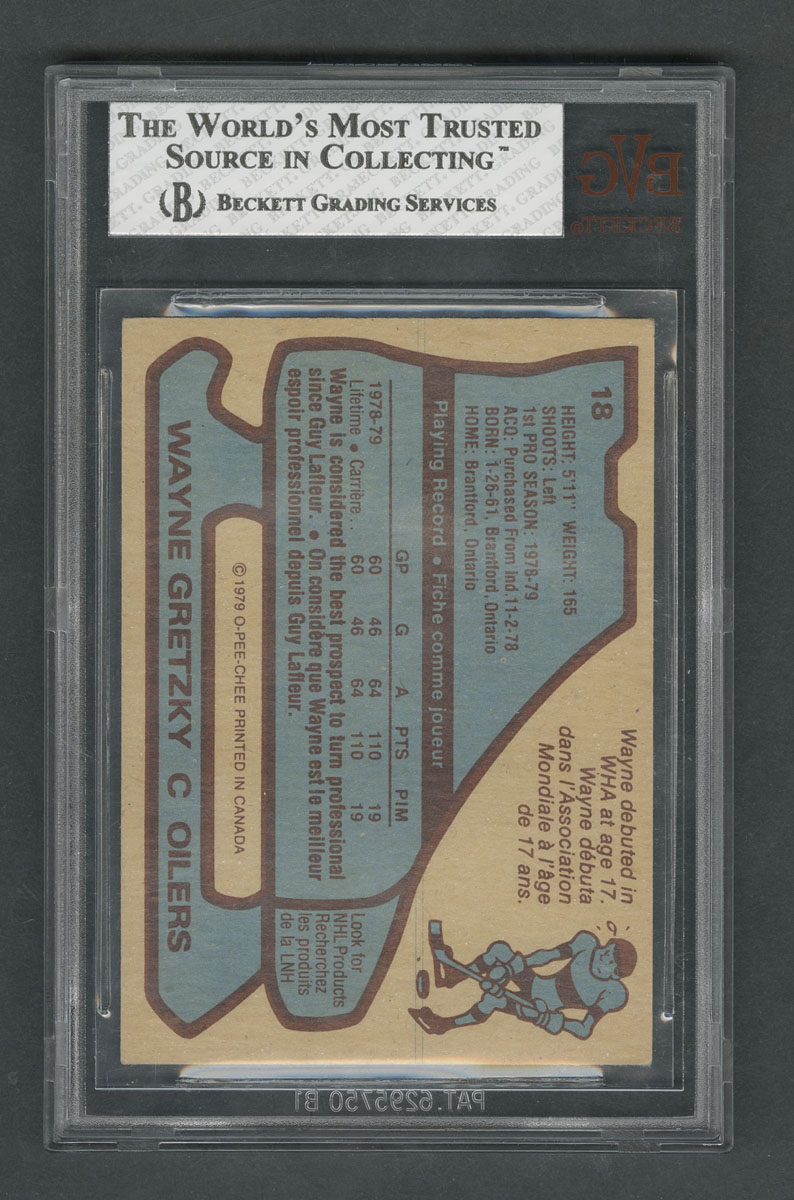 THE WORLD'S MOST TRUSTED
SOURCE IN COLLECTING™
(B) BECKETT GRADING SERVICES
BVG
BECKETT®
18
HEIGHT: 5'11" WEIGHT: 165
SHOOTS: Left
1st PRO SEASON: 1978-79
ACQ: Purchased From Ind.11-2-78
BORN: 1-26-61, Brantford, Ontario
HOME: Brantford, Ontario
Playing Record • Fiche comme joueur
GP G A PTS PIM
1978-79 60 46 64 110 19
Lifetime • Carrière.. 60 46 64 110 19
Wayne is considered the best prospect to turn professional
since Guy Lafleur. • On considère que Wayne est le meilleur
espoir professionnel depuis Guy Lafleur.
Wayne debuted in
WHA at age 17.
Wayne débuta
dans l'Association
Mondiale à l'âge
de 17 ans.
Look for
NHL Products
Recherchez
les produits
de la LNH
©1979 O-PEE-CHEE PRINTED IN CANADA
WAYNE GRETZKY C OILERS
PAT.6295750 B1